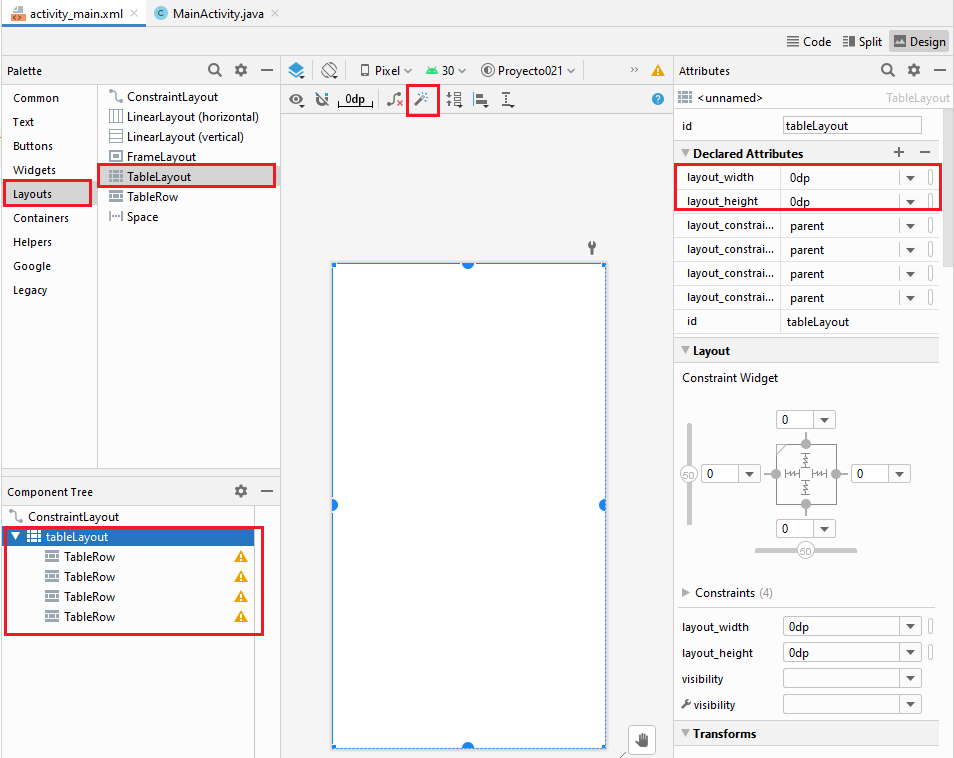 activity_main.xml
MainActivity.java
Code
Split
Design
Palette
Common
Text
Buttons
Widgets
Layouts
Containers
Helpers
Google
Legacy
ConstraintLayout
LinearLayout (horizontal)
LinearLayout (vertical)
FrameLayout
TableLayout
TableRow
Space
Component Tree
ConstraintLayout
tableLayout
TableRow
TableRow
TableRow
TableRow
Pixel
30
Proyecto021
0dp
Attributes
<unnamed> TableLayout
id tableLayout
Declared Attributes
layout_width 0dp
layout_height 0dp
layout_constrai... parent
layout_constrai... parent
layout_constrai... parent
layout_constrai... parent
id tableLayout
Layout
Constraint Widget
0
50 0 0
0
50
Constraints (4)
layout_width 0dp
layout_height 0dp
visibility
visibility
Transforms